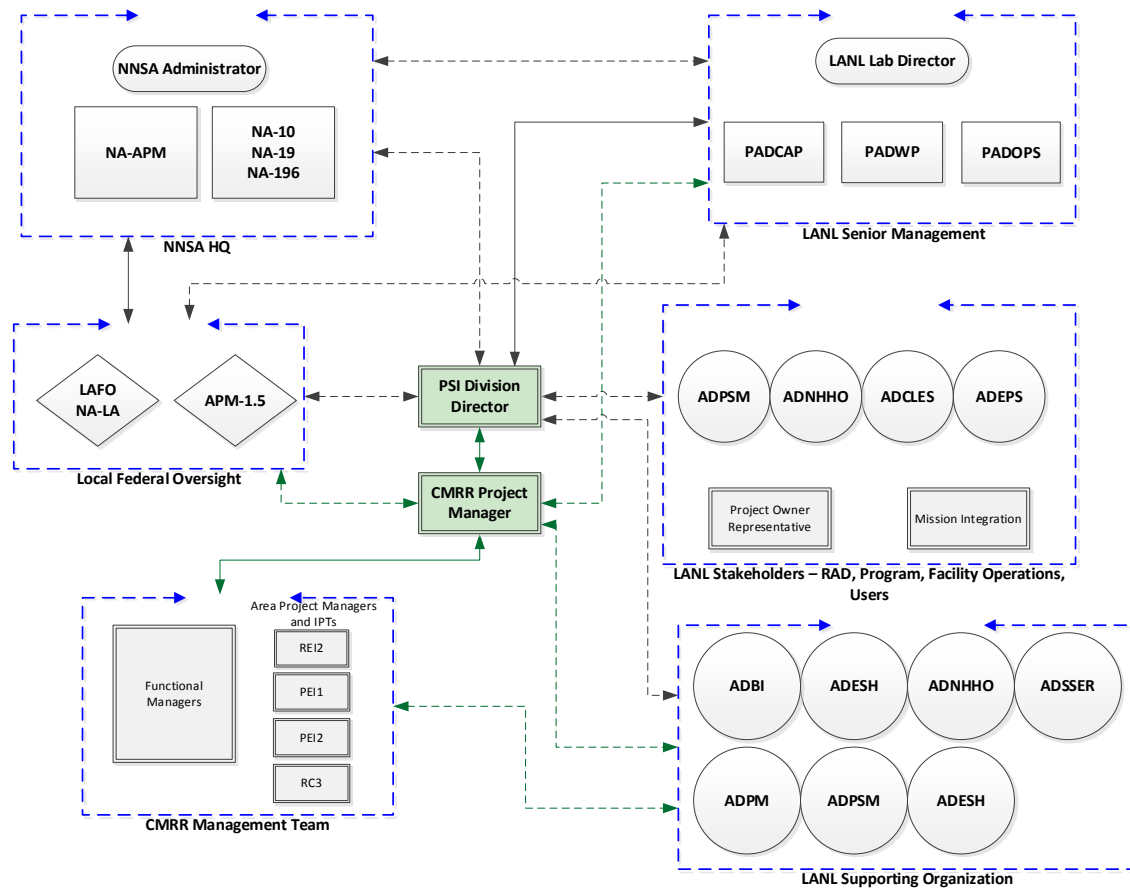 NNSA Administrator
NA-APM
NA-10
NA-19
NA-196
NNSA HQ
LANL Lab Director
PADCAP
PADWP
PADOPS
LANL Senior Management
LAFO
NA-LA
APM-1.5
Local Federal Oversight
PSI Division
Director
CMRR Project
Manager
ADPSM
ADNHHO
ADCLES
ADEPS
Project Owner
Representative
Mission Integration
LANL Stakeholders – RAD, Program, Facility Operations,
Users
Area Project Managers
and IPTs
Functional
Managers
REI2
PEI1
PEI2
RC3
CMRR Management Team
ADBI
ADESH
ADNHHO
ADSSER
ADPM
ADPSM
ADESH
LANL Supporting Organization